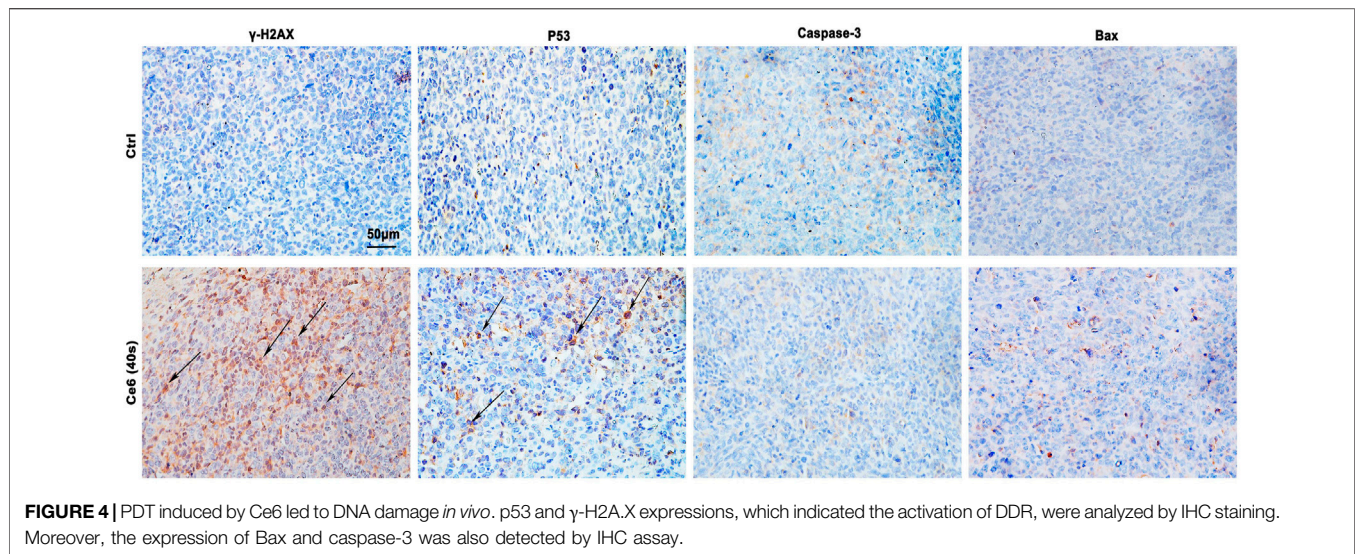 γ-H2AX P53 Caspase-3 Bax
Ctrl
50µm
Ce6 (40s)
FIGURE 4 | PDT induced by Ce6 led to DNA damage in vivo. p53 and γ-H2A.X expressions, which indicated the activation of DDR, were analyzed by IHC staining.
Moreover, the expression of Bax and caspase-3 was also detected by IHC assay.